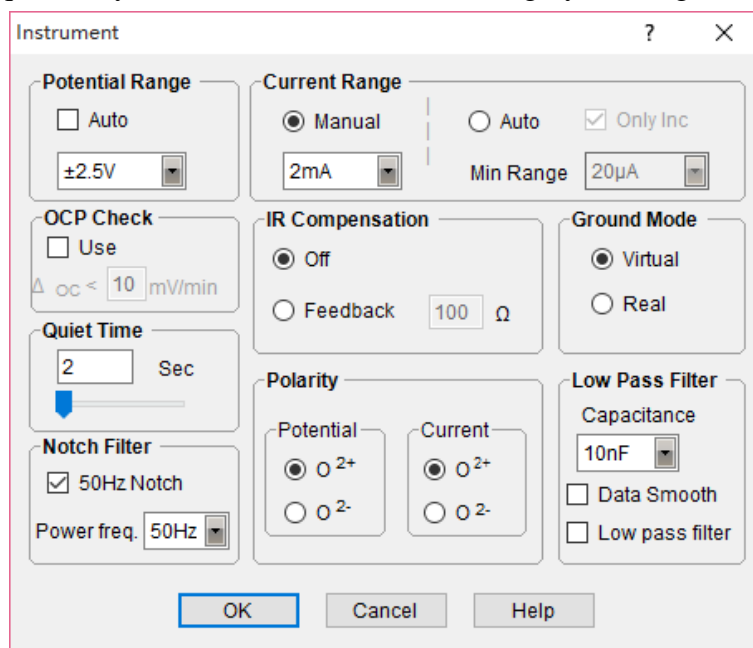 Instrument ?
Potential Range
Auto
±2.5V
Current Range
Manual
Auto
Only Inc
2mA
Min Range 20µA
OCP Check
Use
Δ OC < 10 mV/min
IR Compensation
Off
Feedback 100 Ω
Ground Mode
Virtual
Real
Quiet Time
2 Sec
Polarity
Potential
O 2+
O 2-
Current
O 2+
O 2-
Low Pass Filter
Capacitance
10nF
Data Smooth
Low pass filter
Notch Filter
50Hz Notch
Power freq. 50Hz
OK
Cancel
Help